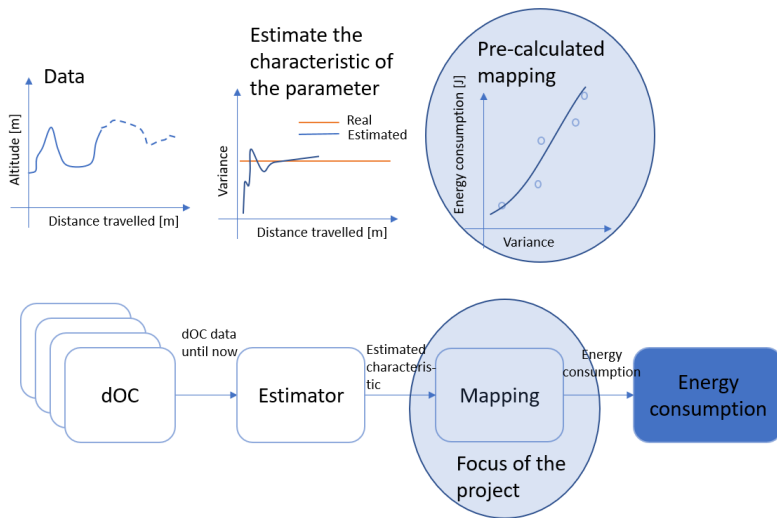 Data
Altitude [m]
Distance travelled [m]
Estimate the
characteristic of
the parameter
Real
Estimated
Variance
Distance travelled [m]
Pre-calculated
mapping
Energy consumption [J]
Variance
dOC
dOC data
until now
Estimator
Estimated
characteris-
tic
Mapping
Energy
consumption
Energy
consumption
Focus of the
project